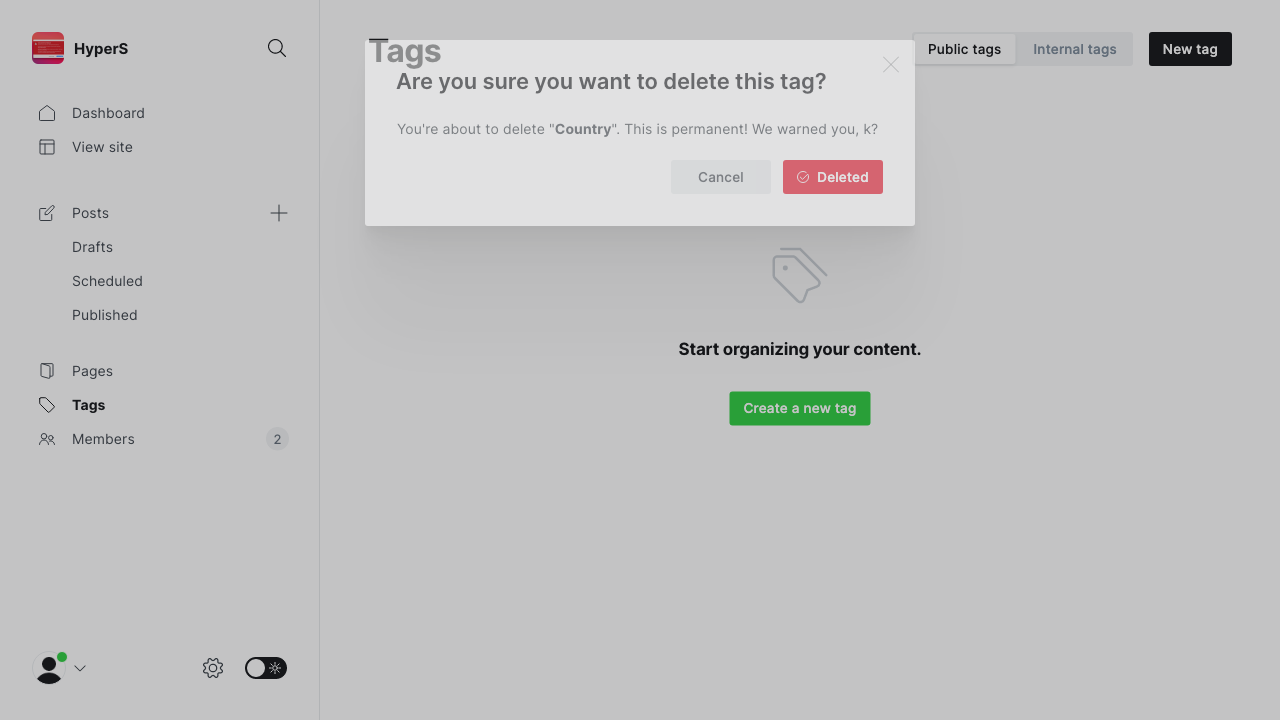 HyperS
Dashboard
View site
Posts
Drafts
Scheduled
Published
Pages
Tags
Members
2
Tags
Public tags
Internal tags
New tag
Are you sure you want to delete this tag?
You're about to delete "Country". This is permanent! We warned you, k?
Cancel
Deleted
Start organizing your content.
Create a new tag